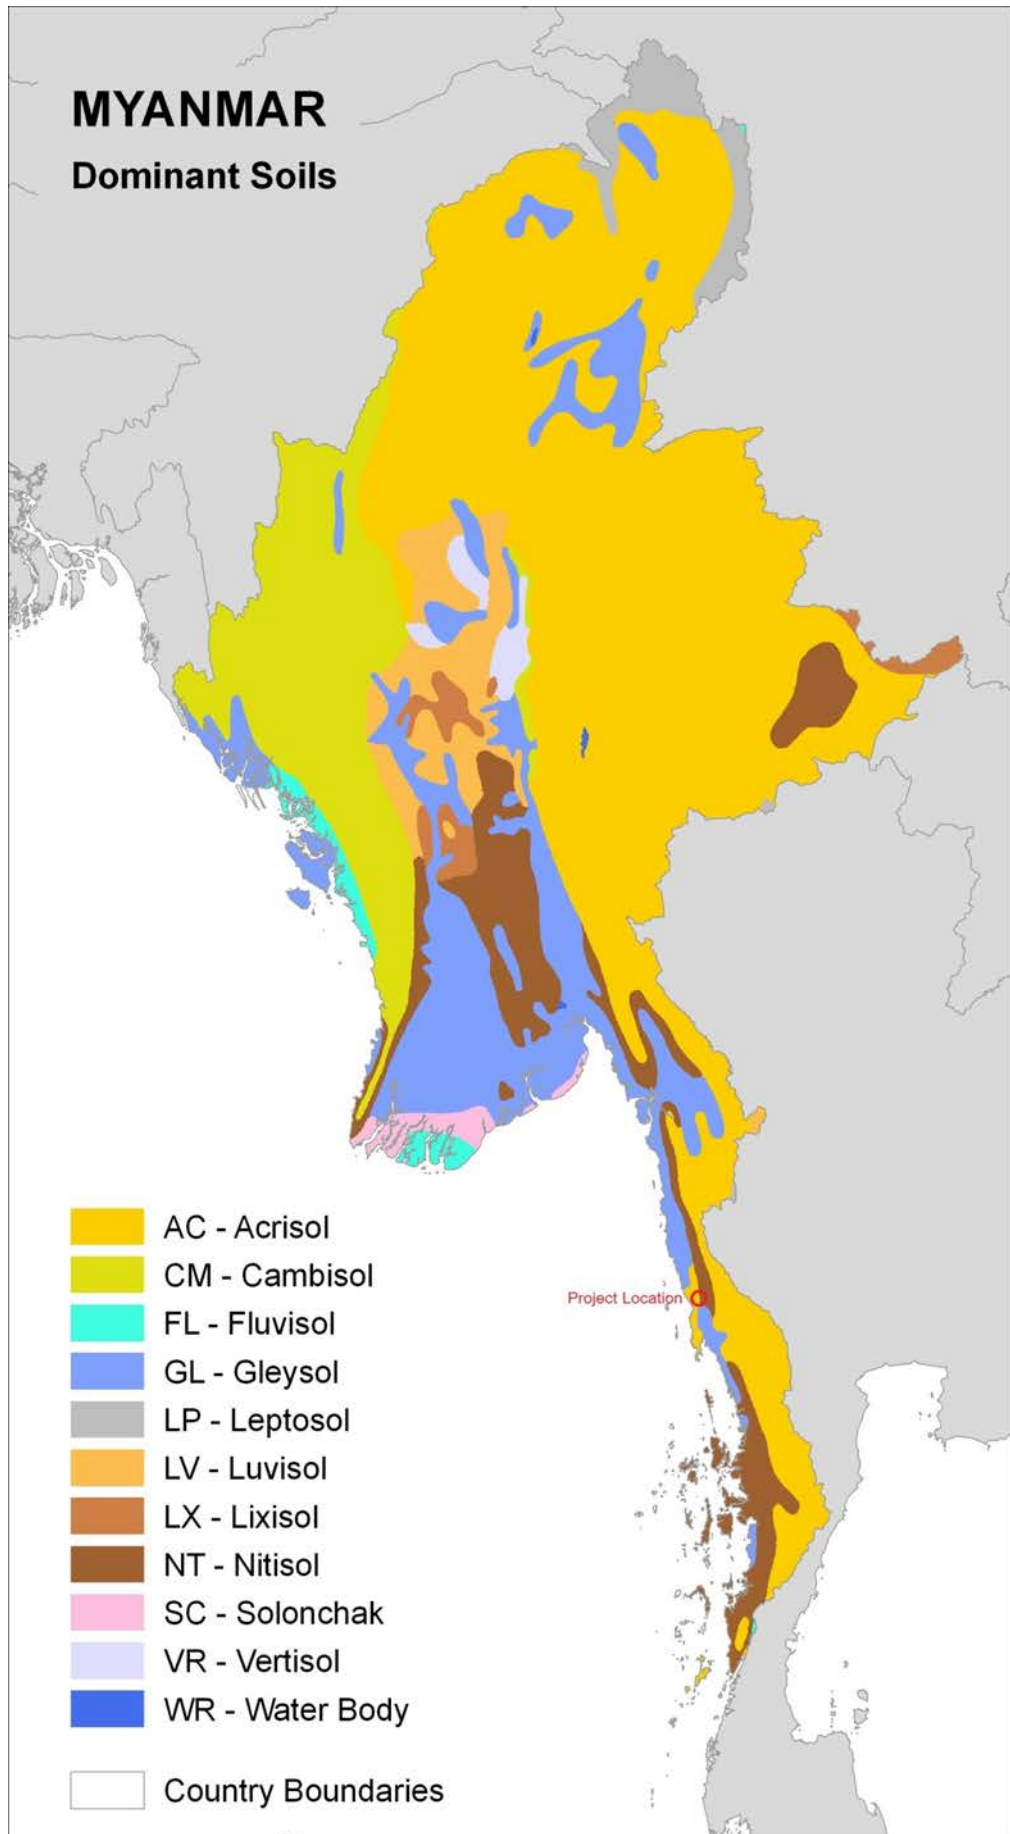 MYANMAR
Dominant Soils
AC - Acrisol
CM - Cambisol
Project Location
FL - Fluvisol
GL - Gleysol
LP - Leptosol
LV - Luvisol
LX - Lixisol
NT - Nitisol
SC - Solonchak
VR - Vertisol
WR - Water Body
Country Boundaries